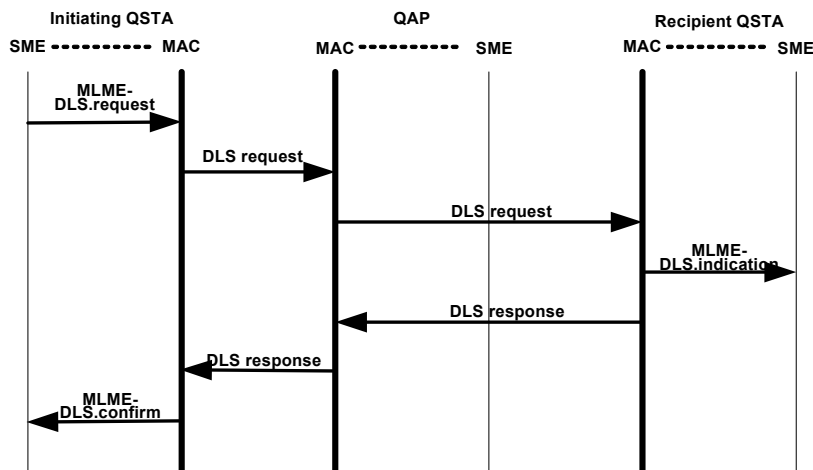 Initiating QSTA
QAP
Recipient QSTA
SME
MAC
MAC
SME
MAC
SME
MLME-
DLS.request
DLS request
DLS request
MLME-
DLS.indication
DLS response
DLS response
MLME-
DLS.confirm